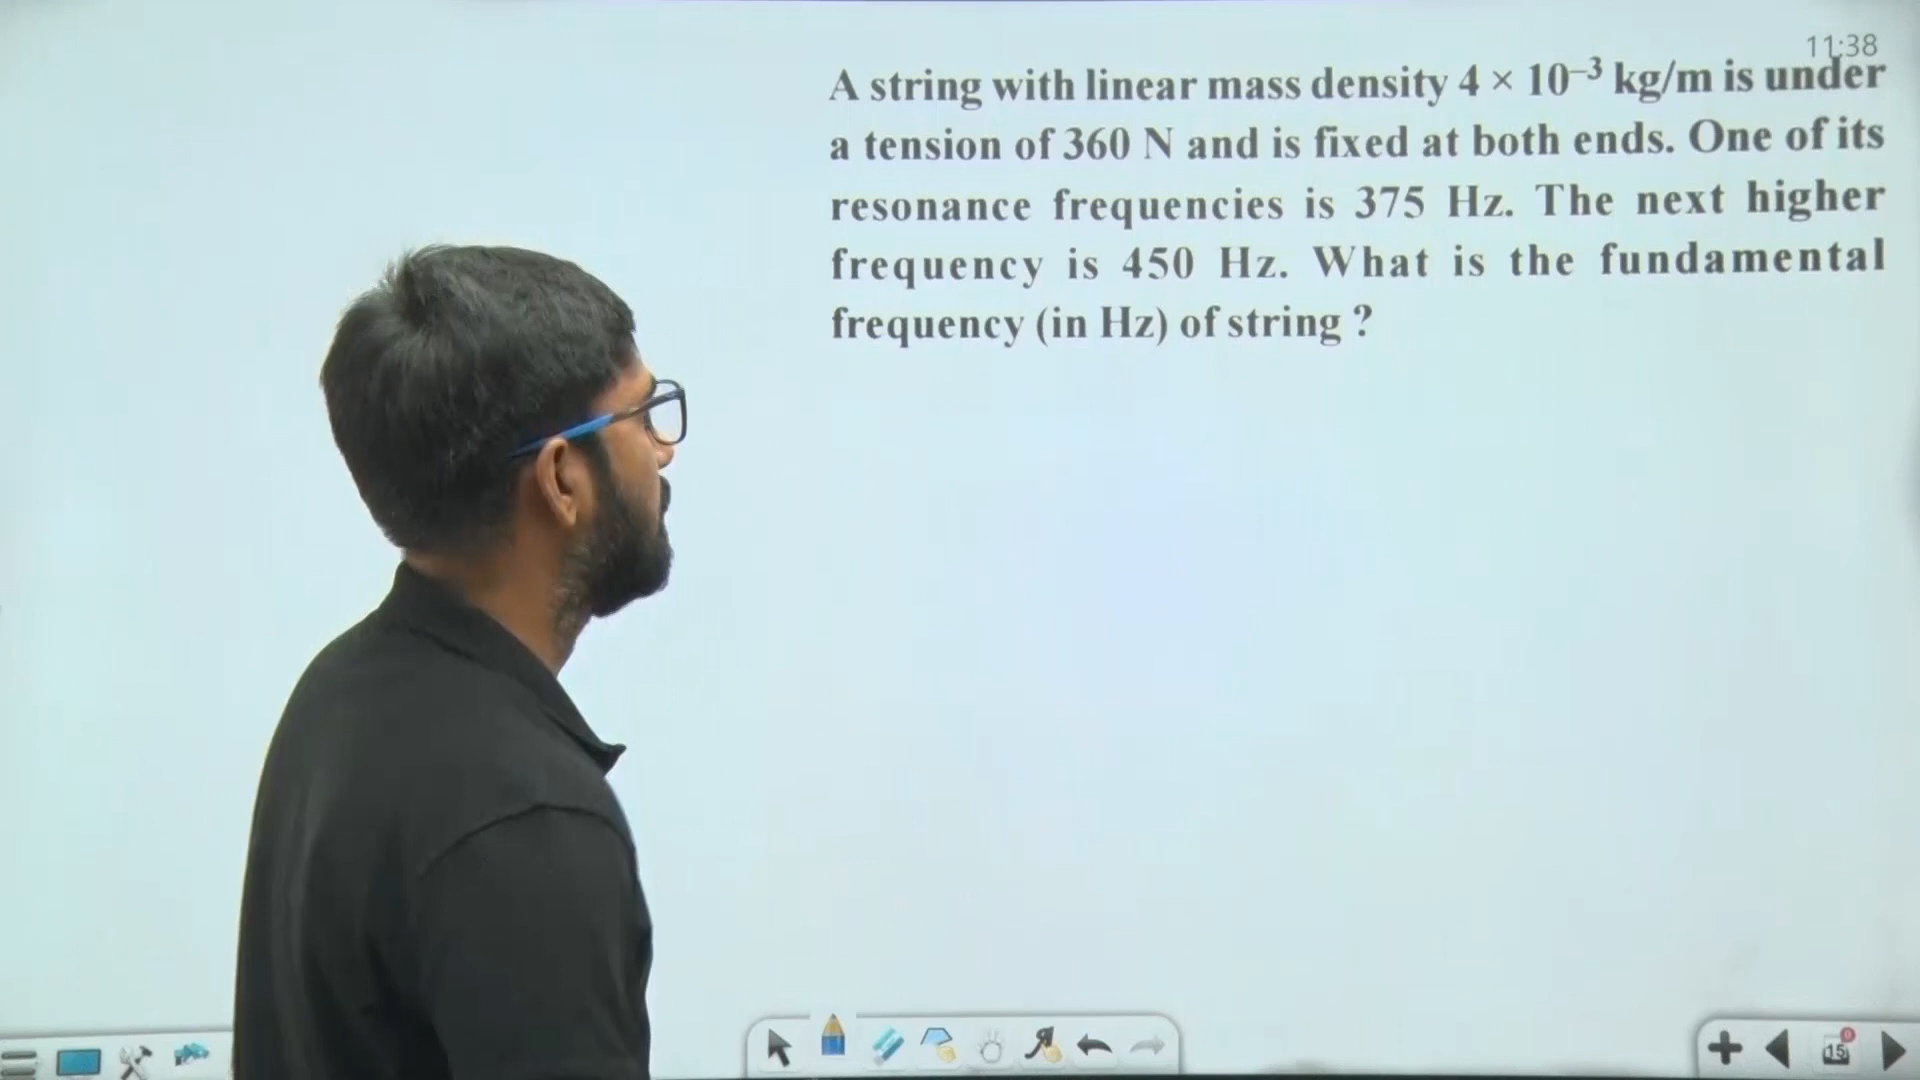 11:38
A string with linear mass density 4 × 10⁻³ kg/m is under
a tension of 360 N and is fixed at both ends. One of its
resonance frequencies is 375 Hz. The next higher
frequency is 450 Hz. What is the fundamental
frequency (in Hz) of string ?
0
15